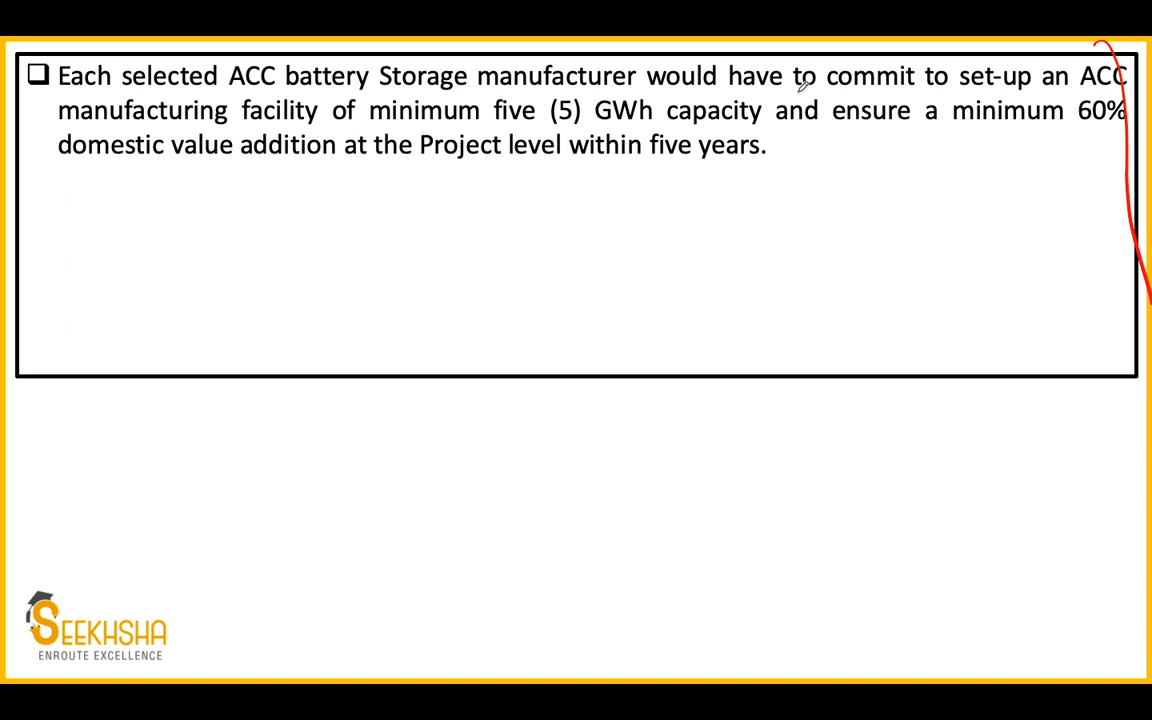 Each selected ACC battery Storage manufacturer would have to commit to set-up an ACC
manufacturing facility of minimum five (5) GWh capacity and ensure a minimum 60%
domestic value addition at the Project level within five years.
SEEKHSHA
ENROUTE EXCELLENCE